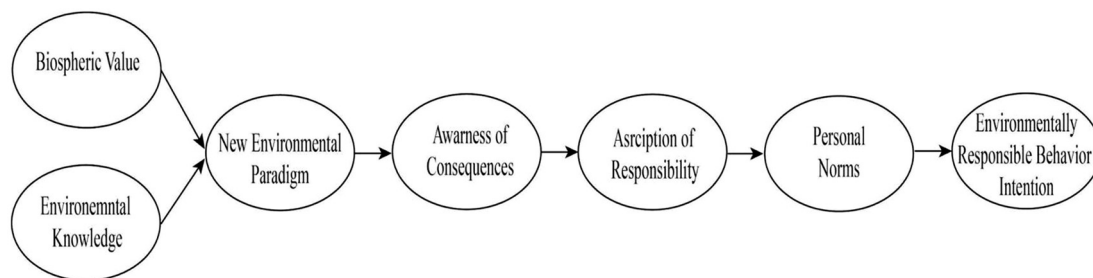 Biospheric Value
Environemntal
Knowledge
New Environmental
Paradigm
Awarness of
Consequences
Asrciption of
Responsibility
Personal
Norms
Environmentally
Responsible Behavior
Intention